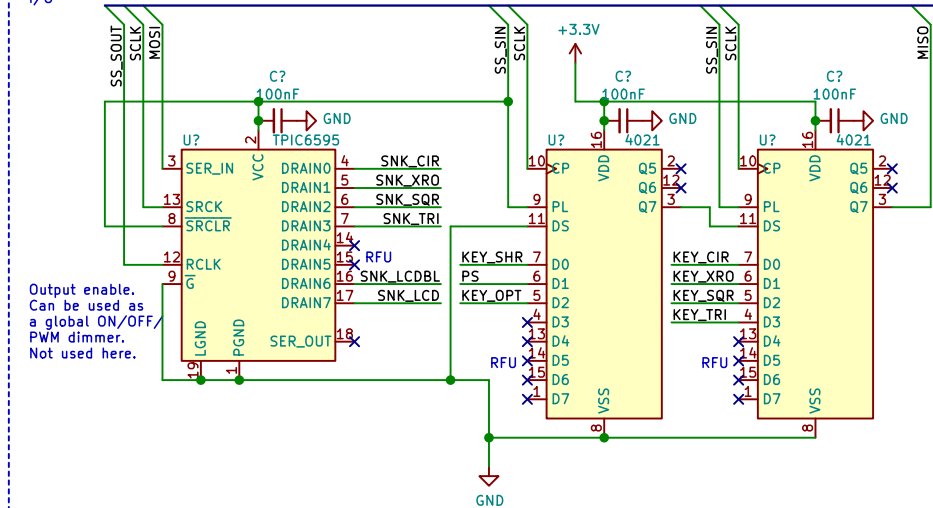 I/O
SS_SOUT
SCLK
MOSI
SS_SIN
SCLK
+3.3V
SS_SIN
SCLK
MISO
C?
100nF
GND
C?
100nF
GND
C?
100nF
GND
U?
TPIC6595
2
VCC
3 SER_IN
13 SRCK
8 SRCLR
12 RCLK
9 G
DRAIN0 4 SNK_CIR
DRAIN1 5 SNK_XRO
DRAIN2 6 SNK_SQR
DRAIN3 7 SNK_TRI
DRAIN4 14
DRAIN5 15
RFU
DRAIN6 16 SNK_LCDBL
DRAIN7 17 SNK_LCD
SER_OUT 18
LGND
19
PGND
1
Output enable.
Can be used as
a global ON/OFF/
PWM dimmer.
Not used here.
U?
4021
16
VDD
10 CP
9 PL
11 DS
Q5 2
Q6 12
Q7 3
KEY_SHR 7 D0
PS 6 D1
KEY_OPT 5 D2
4 D3
13 D4
RFU
14 D5
15 D6
1 D7
VSS
8
U?
4021
16
VDD
10 CP
9 PL
11 DS
Q5 2
Q6 12
Q7 3
KEY_CIR 7 D0
KEY_XRO 6 D1
KEY_SQR 5 D2
KEY_TRI 4 D3
13 D4
RFU
14 D5
15 D6
1 D7
VSS
8
GND